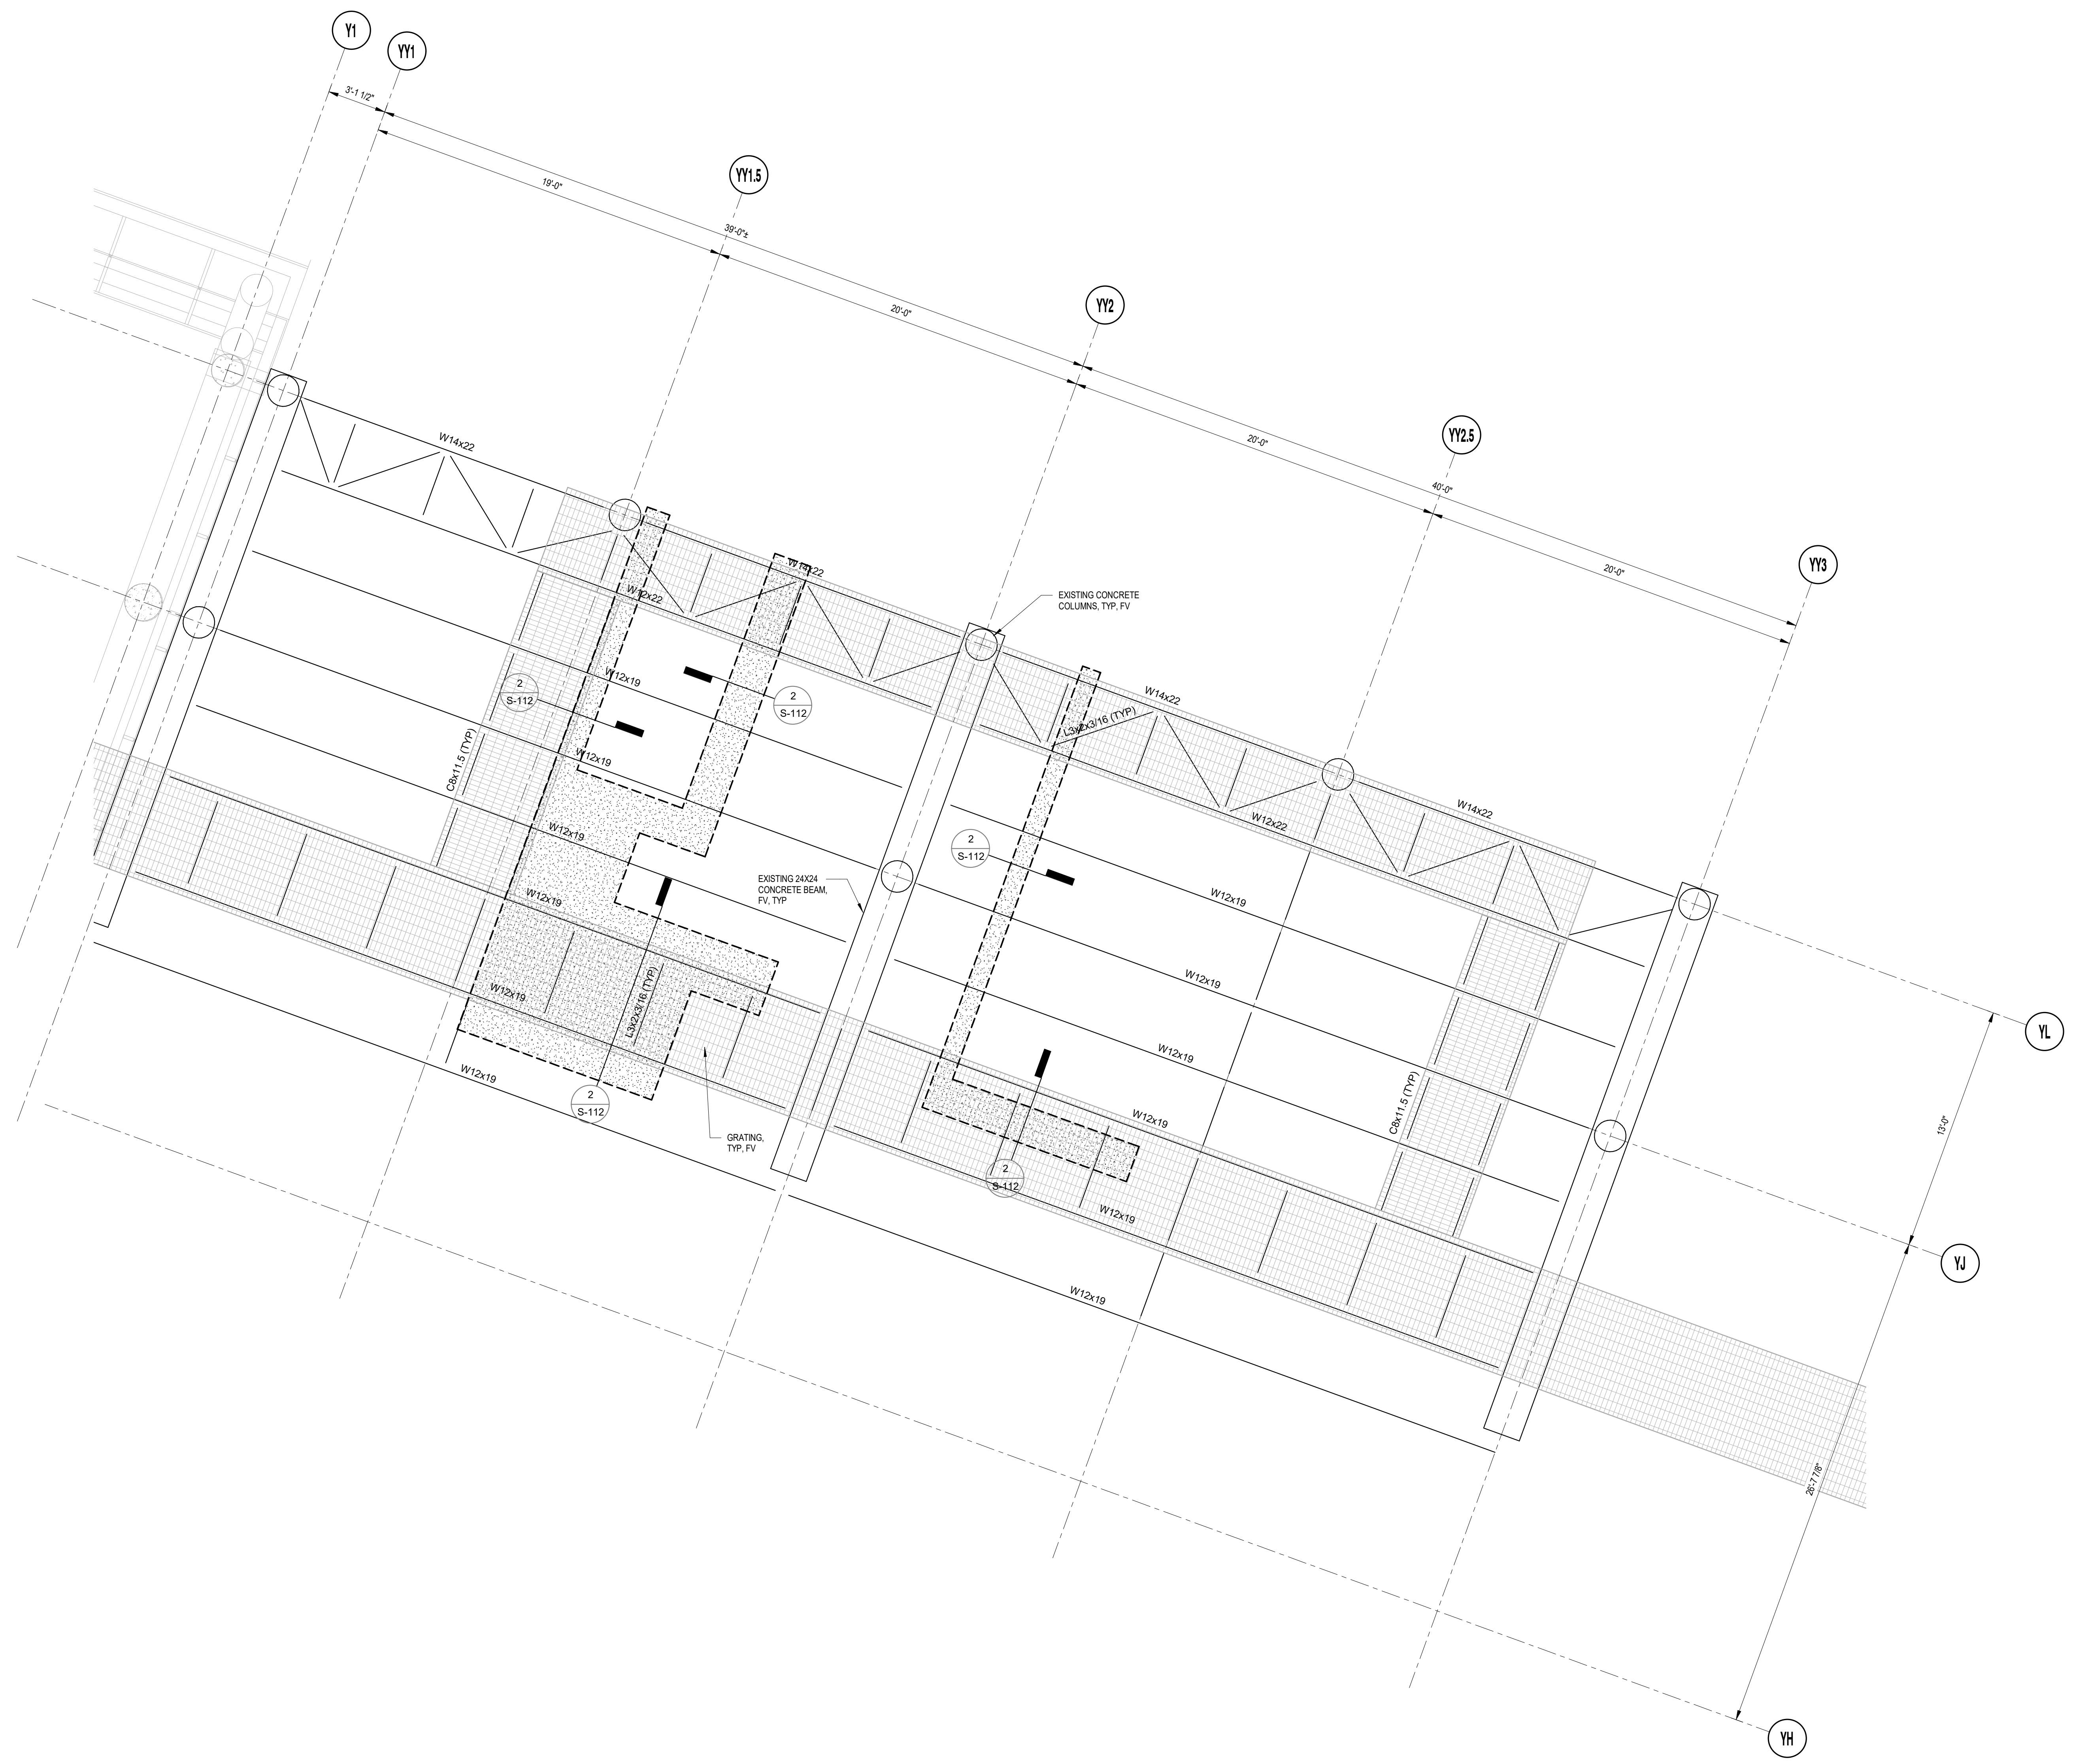 Y1
YY1
3'-1 1/2"
YY1.5
19'-0"
39'-0"±
YY2
20'-0"
YY2.5
20'-0"
40'-0"
YY3
20'-0"
W14x22
W14x22
W12x22
EXISTING CONCRETE
COLUMNS, TYP, FV
W12x19
2
S-112
2
S-112
W14x22
L3x2x3/16 (TYP)
C8x11.5 (TYP)
W12x19
W14x22
W12x22
W12x19
2
S-112
EXISTING 24X24
CONCRETE BEAM,
FV, TYP
W12x19
W12x19
W12x19
W12x19
L3x2x3/16 (TYP)
YL
W12x19
W12x19
2
S-112
C8x11.5 (TYP)
W12x19
13'-0"
GRATING,
TYP, FV
2
S-112
W12x19
YJ
W12x19
26'-7 7/8"
YH